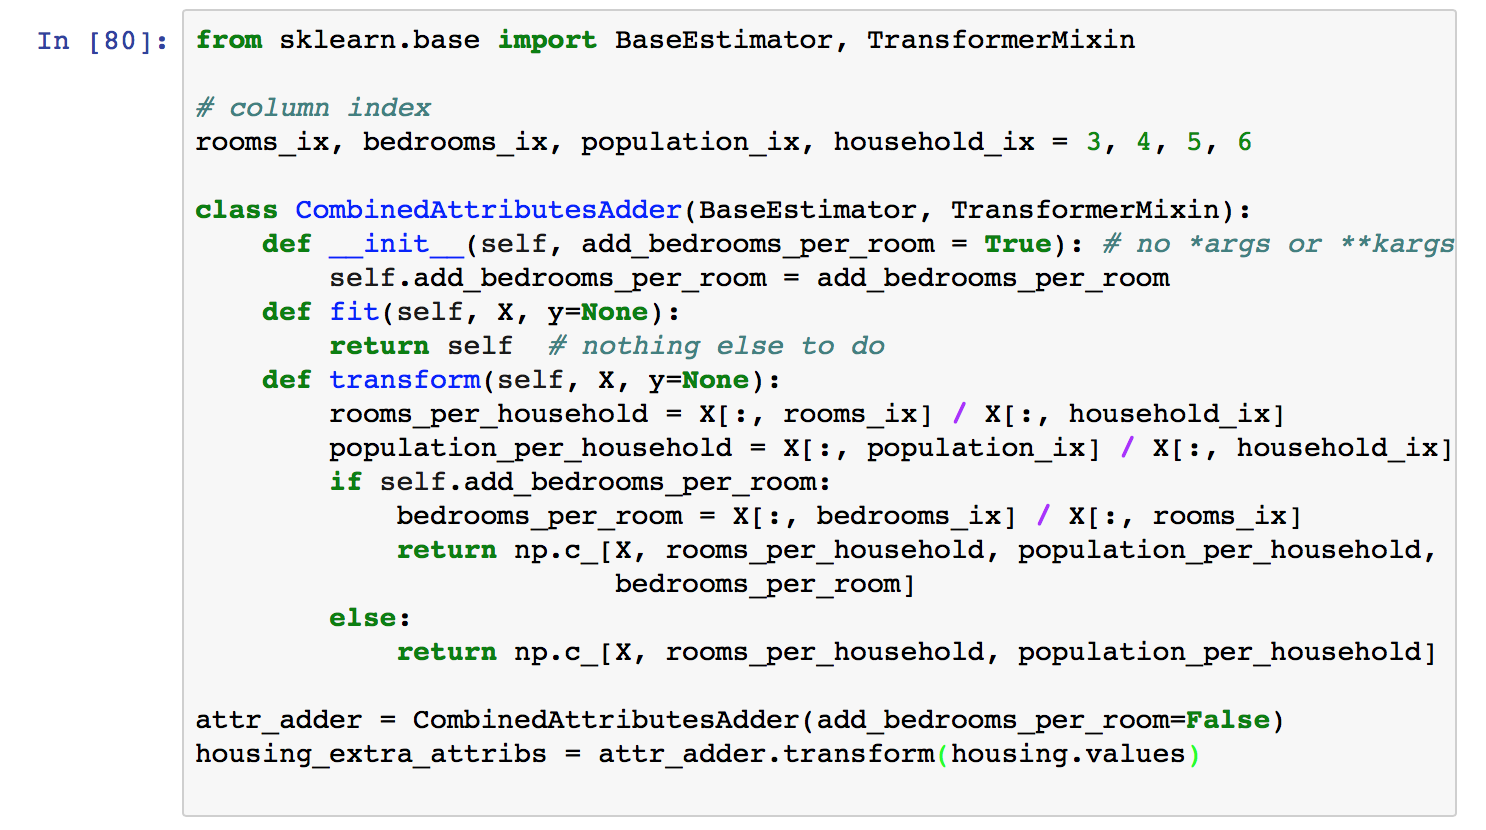 In [80]:
from sklearn.base import BaseEstimator, TransformerMixin
# column index
rooms_ix, bedrooms_ix, population_ix, household_ix = 3, 4, 5, 6
class CombinedAttributesAdder(BaseEstimator, TransformerMixin):
    def __init__(self, add_bedrooms_per_room = True): # no *args or **kargs
        self.add_bedrooms_per_room = add_bedrooms_per_room
    def fit(self, X, y=None):
        return self  # nothing else to do
    def transform(self, X, y=None):
        rooms_per_household = X[:, rooms_ix] / X[:, household_ix]
        population_per_household = X[:, population_ix] / X[:, household_ix]
        if self.add_bedrooms_per_room:
            bedrooms_per_room = X[:, bedrooms_ix] / X[:, rooms_ix]
            return np.c_[X, rooms_per_household, population_per_household,
                         bedrooms_per_room]
        else:
            return np.c_[X, rooms_per_household, population_per_household]
attr_adder = CombinedAttributesAdder(add_bedrooms_per_room=False)
housing_extra_attribs = attr_adder.transform(housing.values)